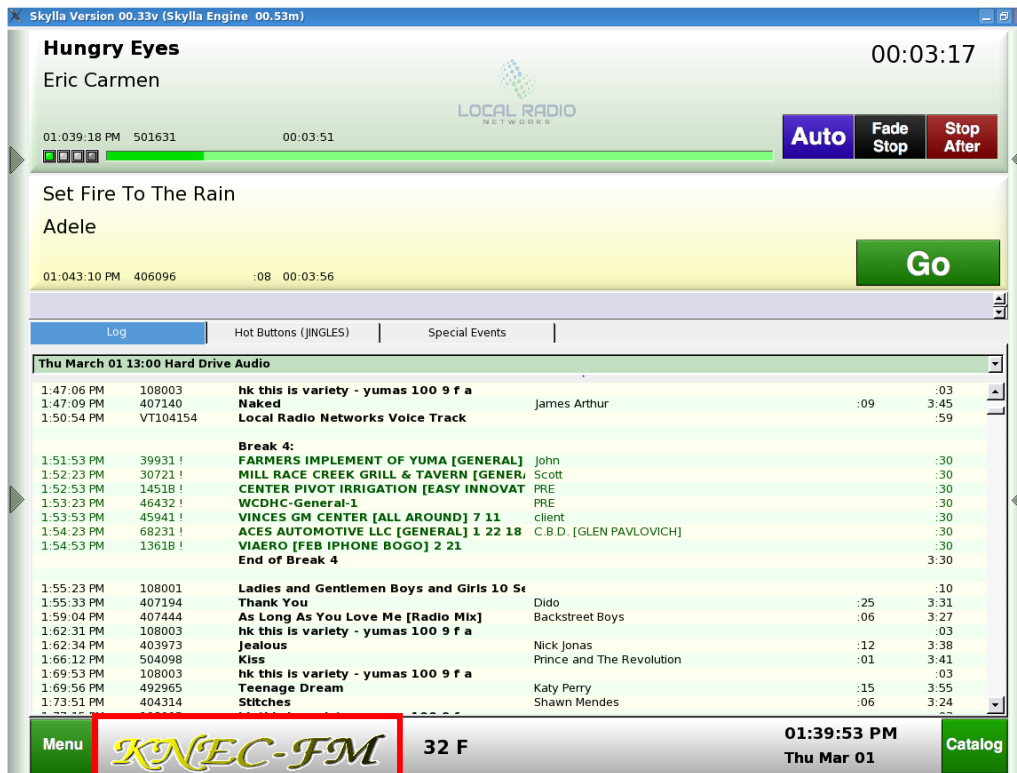 Skylla Version 00.33v (Skylla Engine 00.53m)
Hungry Eyes
00:03:17
Eric Carmen
LOCAL RADIO
NETWORKS
01:039:18 PM 501631 00:03:51
Auto
Fade
Stop
Stop
After
Set Fire To The Rain
Adele
01:043:10 PM 406096 :08 00:03:56
Go
Log Hot Buttons (JINGLES) Special Events
Thu March 01 13:00 Hard Drive Audio
1:47:06 PM 108003 hk this is variety - yumas 100 9 f a :03
1:47:09 PM 407140 Naked James Arthur :09 3:45
1:50:54 PM VT104154 Local Radio Networks Voice Track :59
Break 4:
1:51:53 PM 39931 ! FARMERS IMPLEMENT OF YUMA [GENERAL] John :30
1:52:23 PM 30721 ! MILL RACE CREEK GRILL & TAVERN [GENER Scott :30
1:52:53 PM 1451B ! CENTER PIVOT IRRIGATION [EASY INNOVAT PRE :30
1:53:23 PM 46432 ! WCDHC-General-1 PRE :30
1:53:53 PM 45941 ! VINCES GM CENTER [ALL AROUND] 7 11 client :30
1:54:23 PM 68231 ! ACES AUTOMOTIVE LLC [GENERAL] 1 22 18 C.B.D. [GLEN PAVLOVICH] :30
1:54:53 PM 1361B ! VIAERO [FEB IPHONE BOGO] 2 21 :30
End of Break 4 3:30
1:55:23 PM 108001 Ladies and Gentlemen Boys and Girls 10 Se :10
1:55:33 PM 407194 Thank You Dido :25 3:31
1:59:04 PM 407444 As Long As You Love Me [Radio Mix] Backstreet Boys :06 3:27
1:62:31 PM 108003 hk this is variety - yumas 100 9 f a :03
1:62:34 PM 403973 Jealous Nick Jonas :12 3:38
1:66:12 PM 504098 Kiss Prince and The Revolution :01 3:41
1:69:53 PM 108003 hk this is variety - yumas 100 9 f a :03
1:69:56 PM 492965 Teenage Dream Katy Perry :15 3:55
1:73:51 PM 404314 Stitches Shawn Mendes :06 3:24
Menu
KNEC-FM
32 F
01:39:53 PM
Thu Mar 01
Catalog